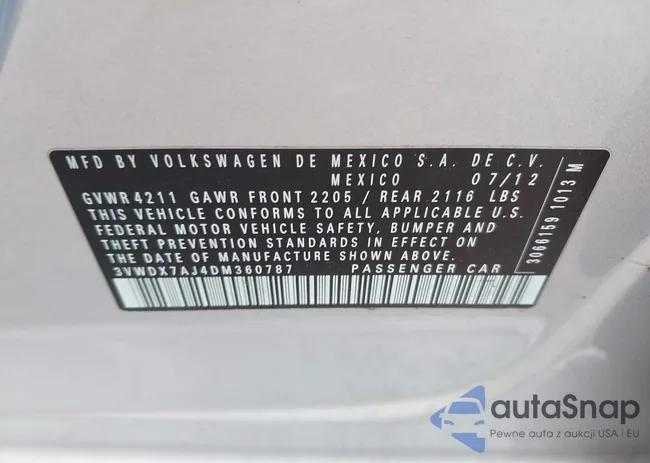 MFD BY VOLKSWAGEN DE MEXICO S.A. DE C.V.
MEXICO 07/12
GVWR 4211 GAWR FRONT 2205 / REAR 2116 LBS
THIS VEHICLE CONFORMS TO ALL APPLICABLE U.S.
FEDERAL MOTOR VEHICLE SAFETY, BUMPER AND
THEFT PREVENTION STANDARDS IN EFFECT ON
THE DATE OF MANUFACTURE SHOWN ABOVE.
3VWDX7AJ4DM360787 PASSENGER CAR
3066159 1013 M
autaSnap
Pewne auta z aukcji USA i EU